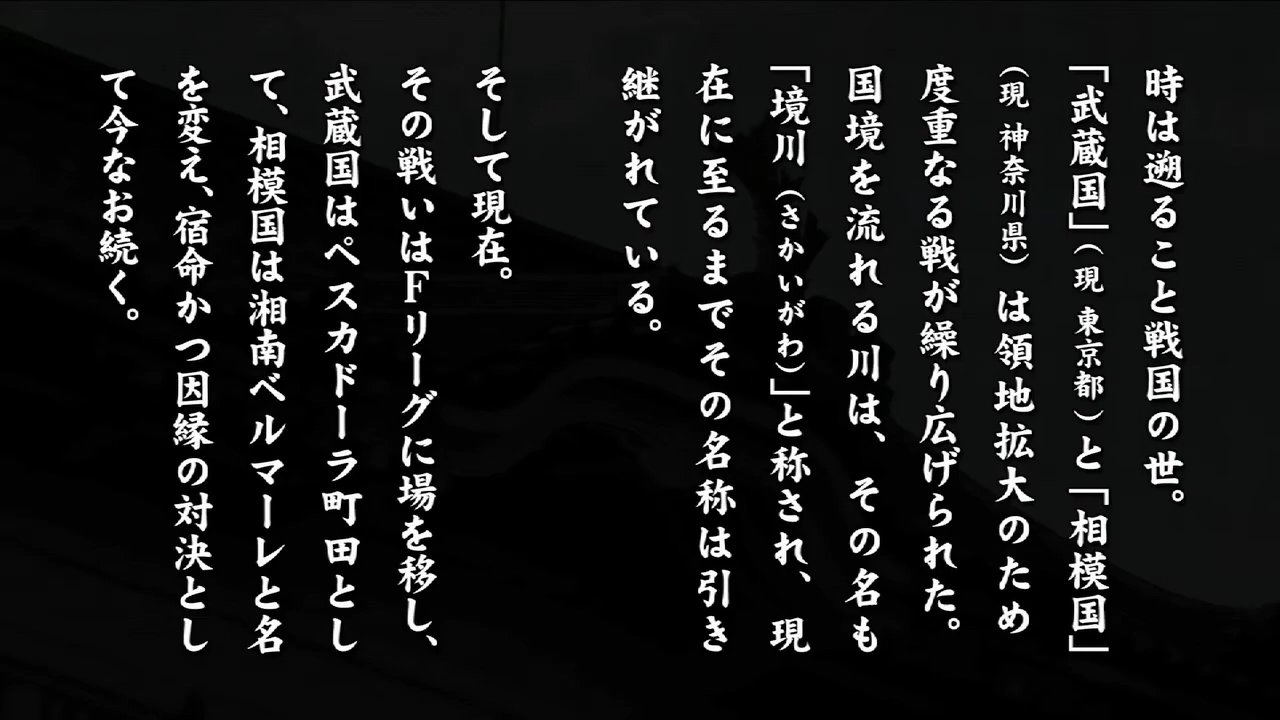 時は遡ること戦国の世。
「武蔵国」（現 東京都）と「相模国」
（現 神奈川県）は領地拡大のため
度重なる戦が繰り広げられた。
国境を流れる川は、その名も
「境川（さかいがわ）」と称され、現
在に至るまでその名称は引き
継がれている。
そして現在。
その戦いはFリーグに場を移し、
武蔵国はペスカドーラ町田とし
て、相模国は湘南ベルマーレと名
を変え、宿命かつ因縁の対決とし
て今なお続く。